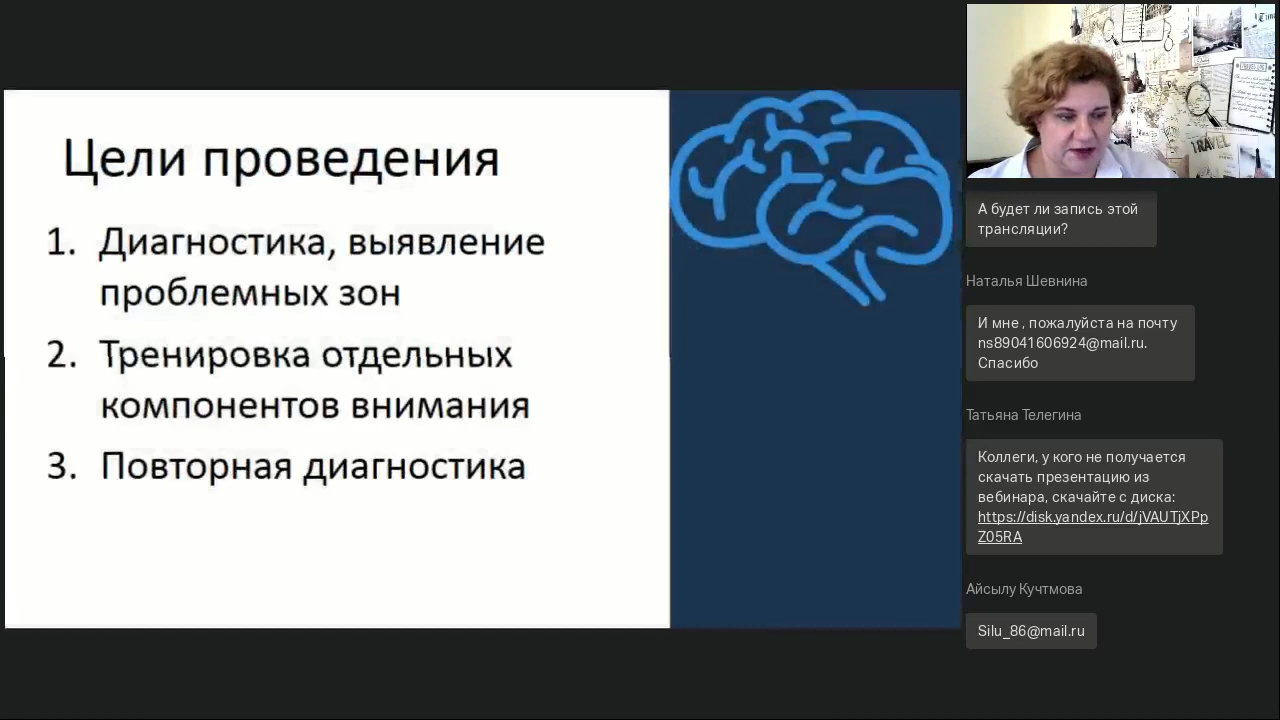 Цели проведения
1. Диагностика, выявление
проблемных зон
2. Тренировка отдельных
компонентов внимания
3. Повторная диагностика
TRAVEL
А будет ли запись этой
трансляции?
Наталья Шевнина
И мне , пожалуйста на почту
ns89041606924@mail.ru.
Спасибо
Татьяна Телегина
Коллеги, у кого не получается
скачать презентацию из
вебинара, скачайте с диска:
https://disk.yandex.ru/d/jVAUTjXPp
Z05RA
Айсылу Кучтмова
Silu_86@mail.ru